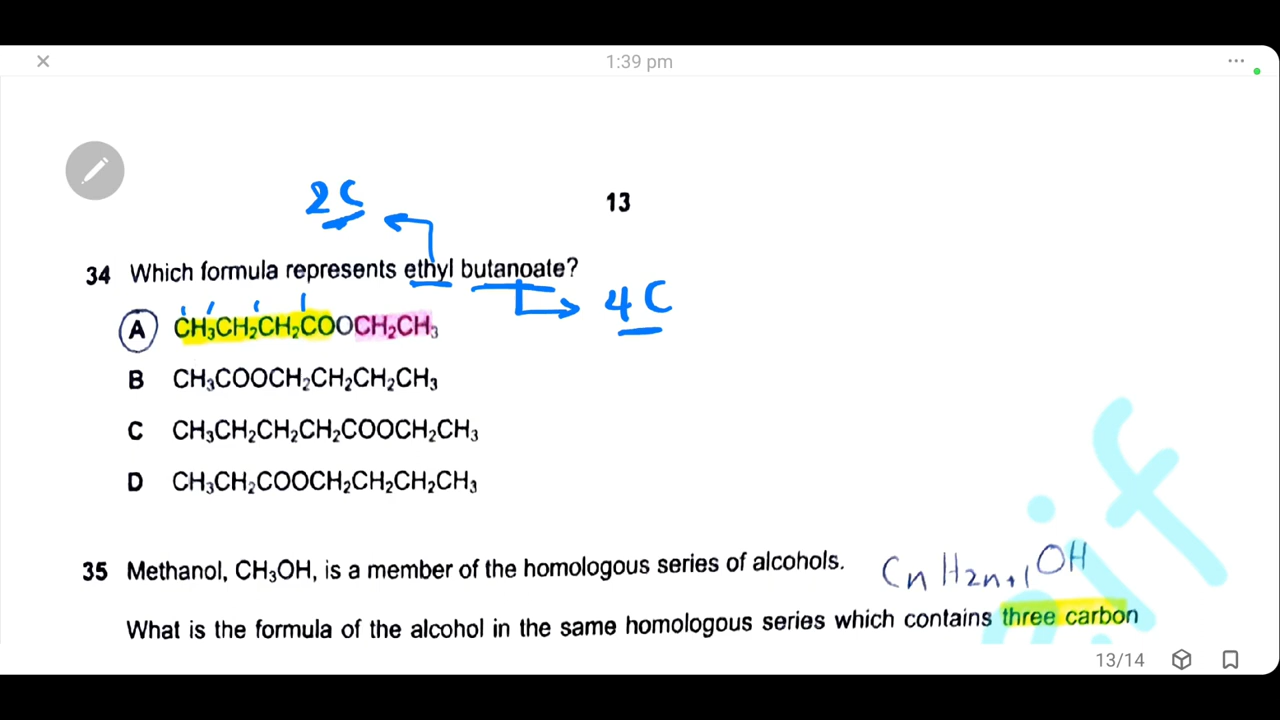 1:39 pm
2C
13
34 Which formula represents ethyl butanoate?
4C
A CH₃CH₂CH₂COOCH₂CH₃
B CH₃COOCH₂CH₂CH₂CH₃
C CH₃CH₂CH₂CH₂COOCH₂CH₃
D CH₃CH₂COOCH₂CH₂CH₂CH₃
35 Methanol, CH₃OH, is a member of the homologous series of alcohols.
CnH2n+1OH
What is the formula of the alcohol in the same homologous series which contains three carbon
13/14